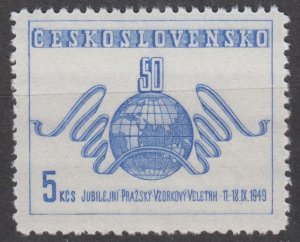 ČESKOSLOVENSKO
50
5 KČS JUBILEJNÍ PRAŽSKÝ VZORKOVÝ VELETRH · 11-18.IX.1949